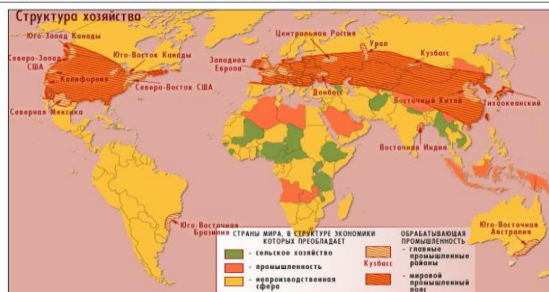 Структура хозяйства
Юго-Запад Канады
Юго-Восток Канады
Северо-Запад
США
Калифорния
Северо-Восток США
Северная Мексика
Западная
Европа
Центральная Россия
Урал
Кузбасс
Донбасс
Восточный Китай
Тихоокеанский
Восточная Индия
Юго-Восточная
Бразилия
Юго-Восточная
Австралия
СТРАНЫ МИРА, В СТРУКТУРЕ ЭКОНОМИКИ
КОТОРЫХ ПРЕОБЛАДАЕТ
- сельское хозяйство
- промышленность
- непроизводственная
сфера
ОБРАБАТЫВАЮЩАЯ
ПРОМЫШЛЕННОСТЬ
Кузбасс
- главные
промышленные
районы
- мировой
промышленный
пояс